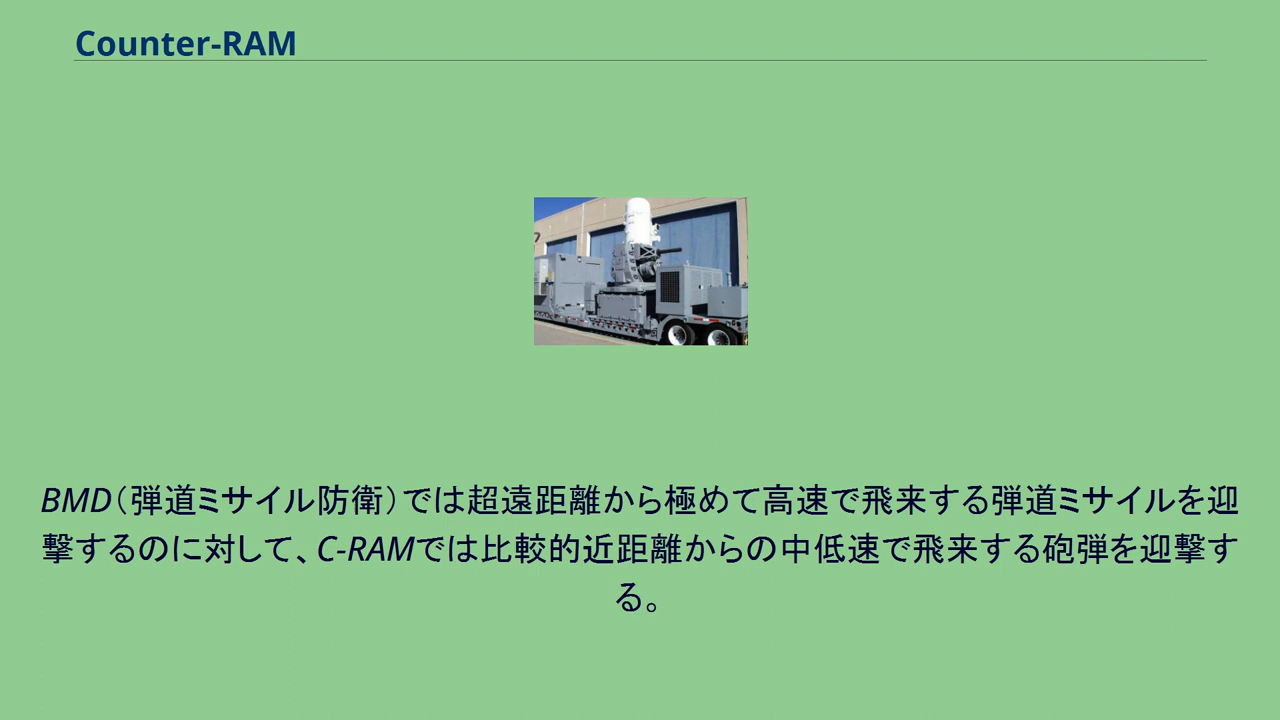 Counter-RAM
BMD（弾道ミサイル防衛）では超遠距離から極めて高速で飛来する弾道ミサイルを迎
撃するのに対して、C-RAMでは比較的近距離からの中低速で飛来する砲弾を迎撃す
る。